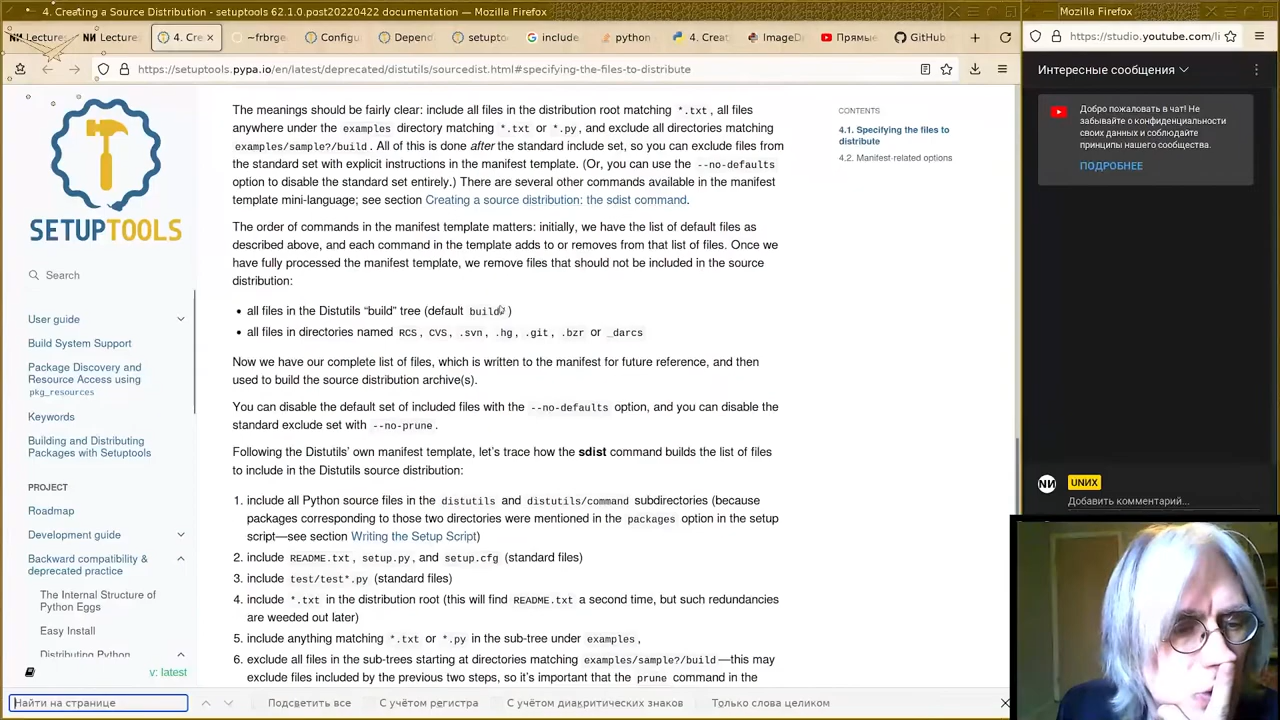 4. Creating a Source Distribution - setuptools 62.1.0.post20220422 documentation — Mozilla Firefox
Mozilla Firefox
Lectures
Lectur
4. Cre
~frbrge
Configu
Depend
setupto
include
python
4. Creat
ImageD
Прямые
GitHub
https://setuptools.pypa.io/en/latest/deprecated/distutils/sourcedist.html#specifying-the-files-to-distribute
https://studio.youtube.com/li
SETUPTOOLS
Search
User guide
Build System Support
Package Discovery and
Resource Access using
pkg_resources
Keywords
Building and Distributing
Packages with Setuptools
PROJECT
Roadmap
Development guide
Backward compatibility &
deprecated practice
The Internal Structure of
Python Eggs
Easy Install
Distributing Python
v: latest
The meanings should be fairly clear: include all files in the distribution root matching *.txt, all files
anywhere under the examples directory matching *.txt or *.py, and exclude all directories matching
examples/sample?/build. All of this is done after the standard include set, so you can exclude files from
the standard set with explicit instructions in the manifest template. (Or, you can use the --no-defaults
option to disable the standard set entirely.) There are several other commands available in the manifest
template mini-language; see section Creating a source distribution: the sdist command.
The order of commands in the manifest template matters: initially, we have the list of default files as
described above, and each command in the template adds to or removes from that list of files. Once we
have fully processed the manifest template, we remove files that should not be included in the source
distribution:
• all files in the Distutils “build” tree (default build/)
• all files in directories named RCS, CVS, .svn, .hg, .git, .bzr or _darcs
Now we have our complete list of files, which is written to the manifest for future reference, and then
used to build the source distribution archive(s).
You can disable the default set of included files with the --no-defaults option, and you can disable the
standard exclude set with --no-prune.
Following the Distutils’ own manifest template, let’s trace how the sdist command builds the list of files
to include in the Distutils source distribution:
1. include all Python source files in the distutils and distutils/command subdirectories (because
packages corresponding to those two directories were mentioned in the packages option in the setup
script—see section Writing the Setup Script)
2. include README.txt, setup.py, and setup.cfg (standard files)
3. include test/test*.py (standard files)
4. include *.txt in the distribution root (this will find README.txt a second time, but such redundancies
are weeded out later)
5. include anything matching *.txt or *.py in the sub-tree under examples,
6. exclude all files in the sub-trees starting at directories matching examples/sample?/build—this may
exclude files included by the previous two steps, so it’s important that the prune command in the
CONTENTS
4.1. Specifying the files to
distribute
4.2. Manifest-related options
Интересные сообщения
Добро пожаловать в чат! Не
забывайте о конфиденциальности
своих данных и соблюдайте
принципы нашего сообщества.
ПОДРОБНЕЕ
UNИX
Добавить комментарий...
Найти на странице
Подсветить все
С учётом регистра
С учётом диакритических знаков
Только слова целиком